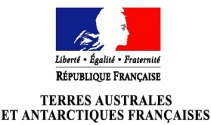 Liberté • Égalité • Fraternité
RÉPUBLIQUE FRANÇAISE
TERRES AUSTRALES
ET ANTARCTIQUES FRANÇAISES